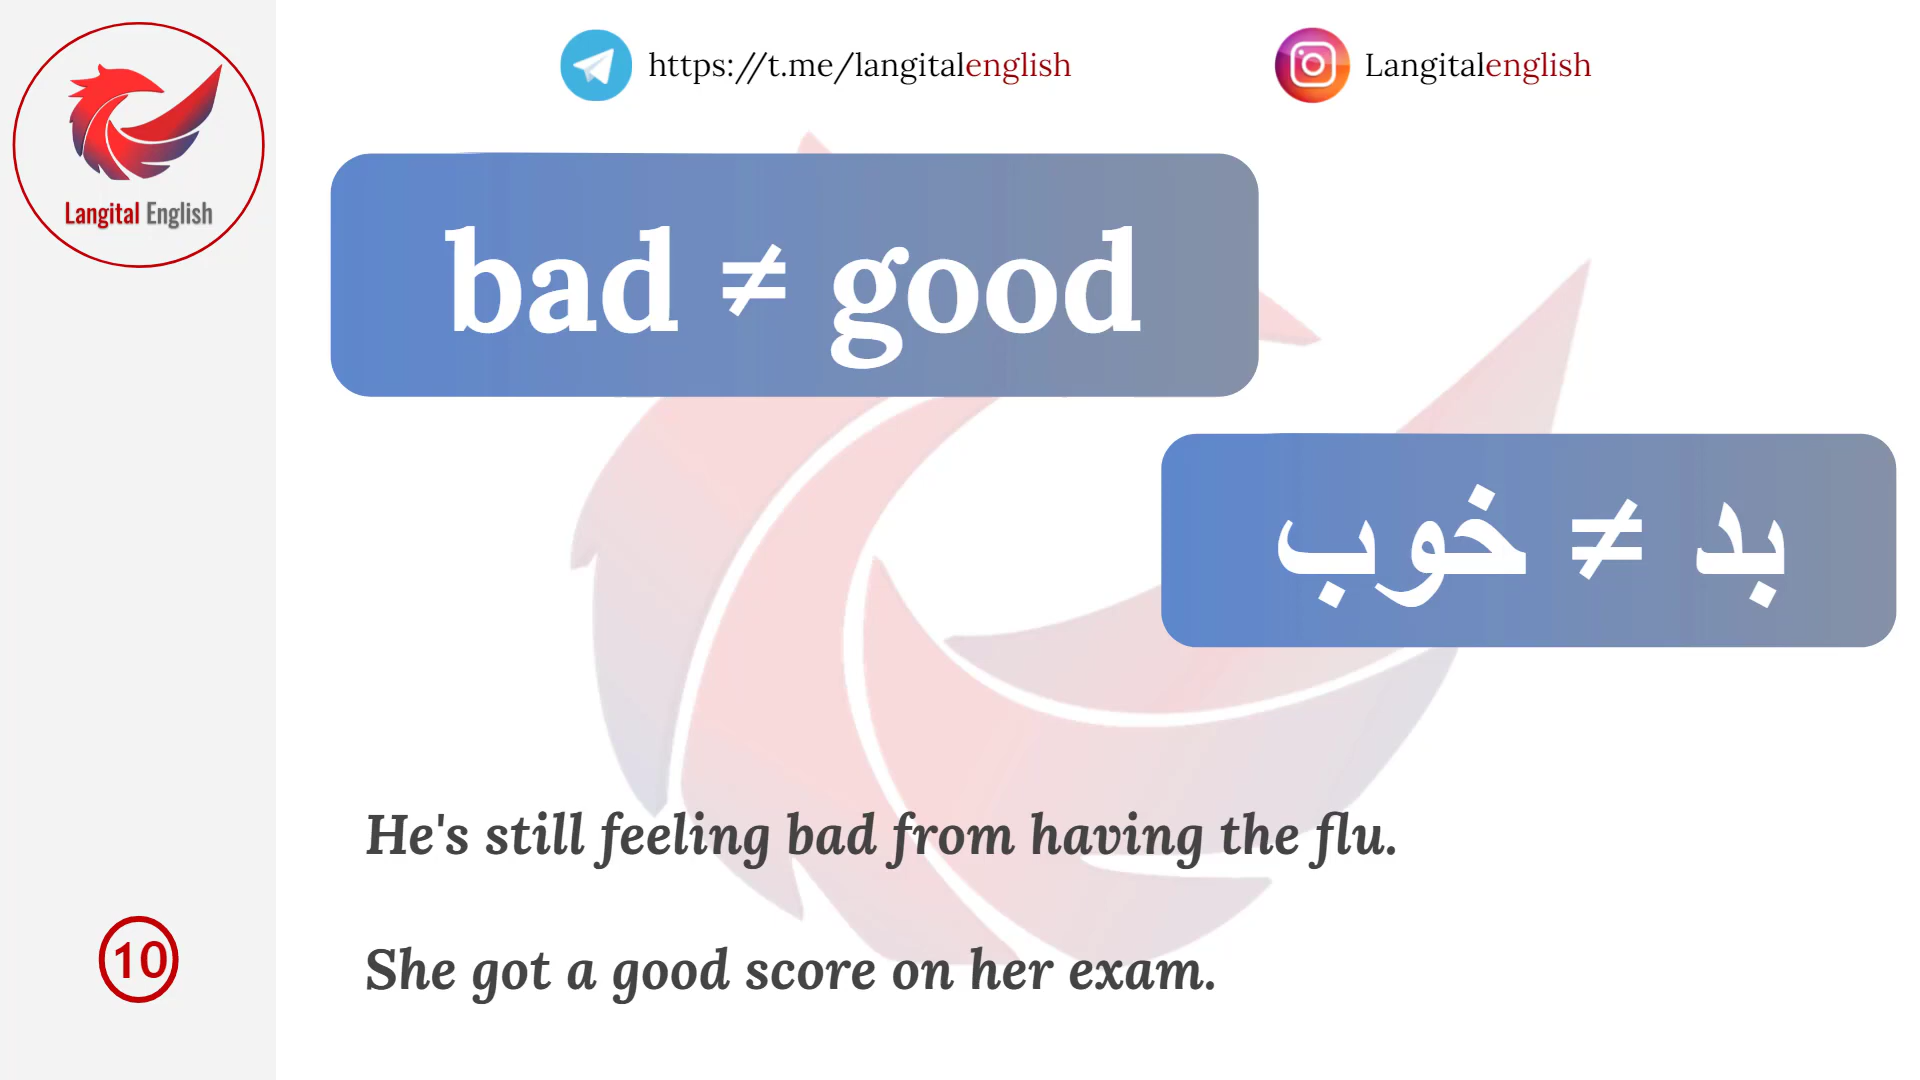 https://t.me/langitalenglish
Langitalenglish
Langital English
bad ≠ good
بد ≠ خوب
He's still feeling bad from having the flu.
She got a good score on her exam.
10